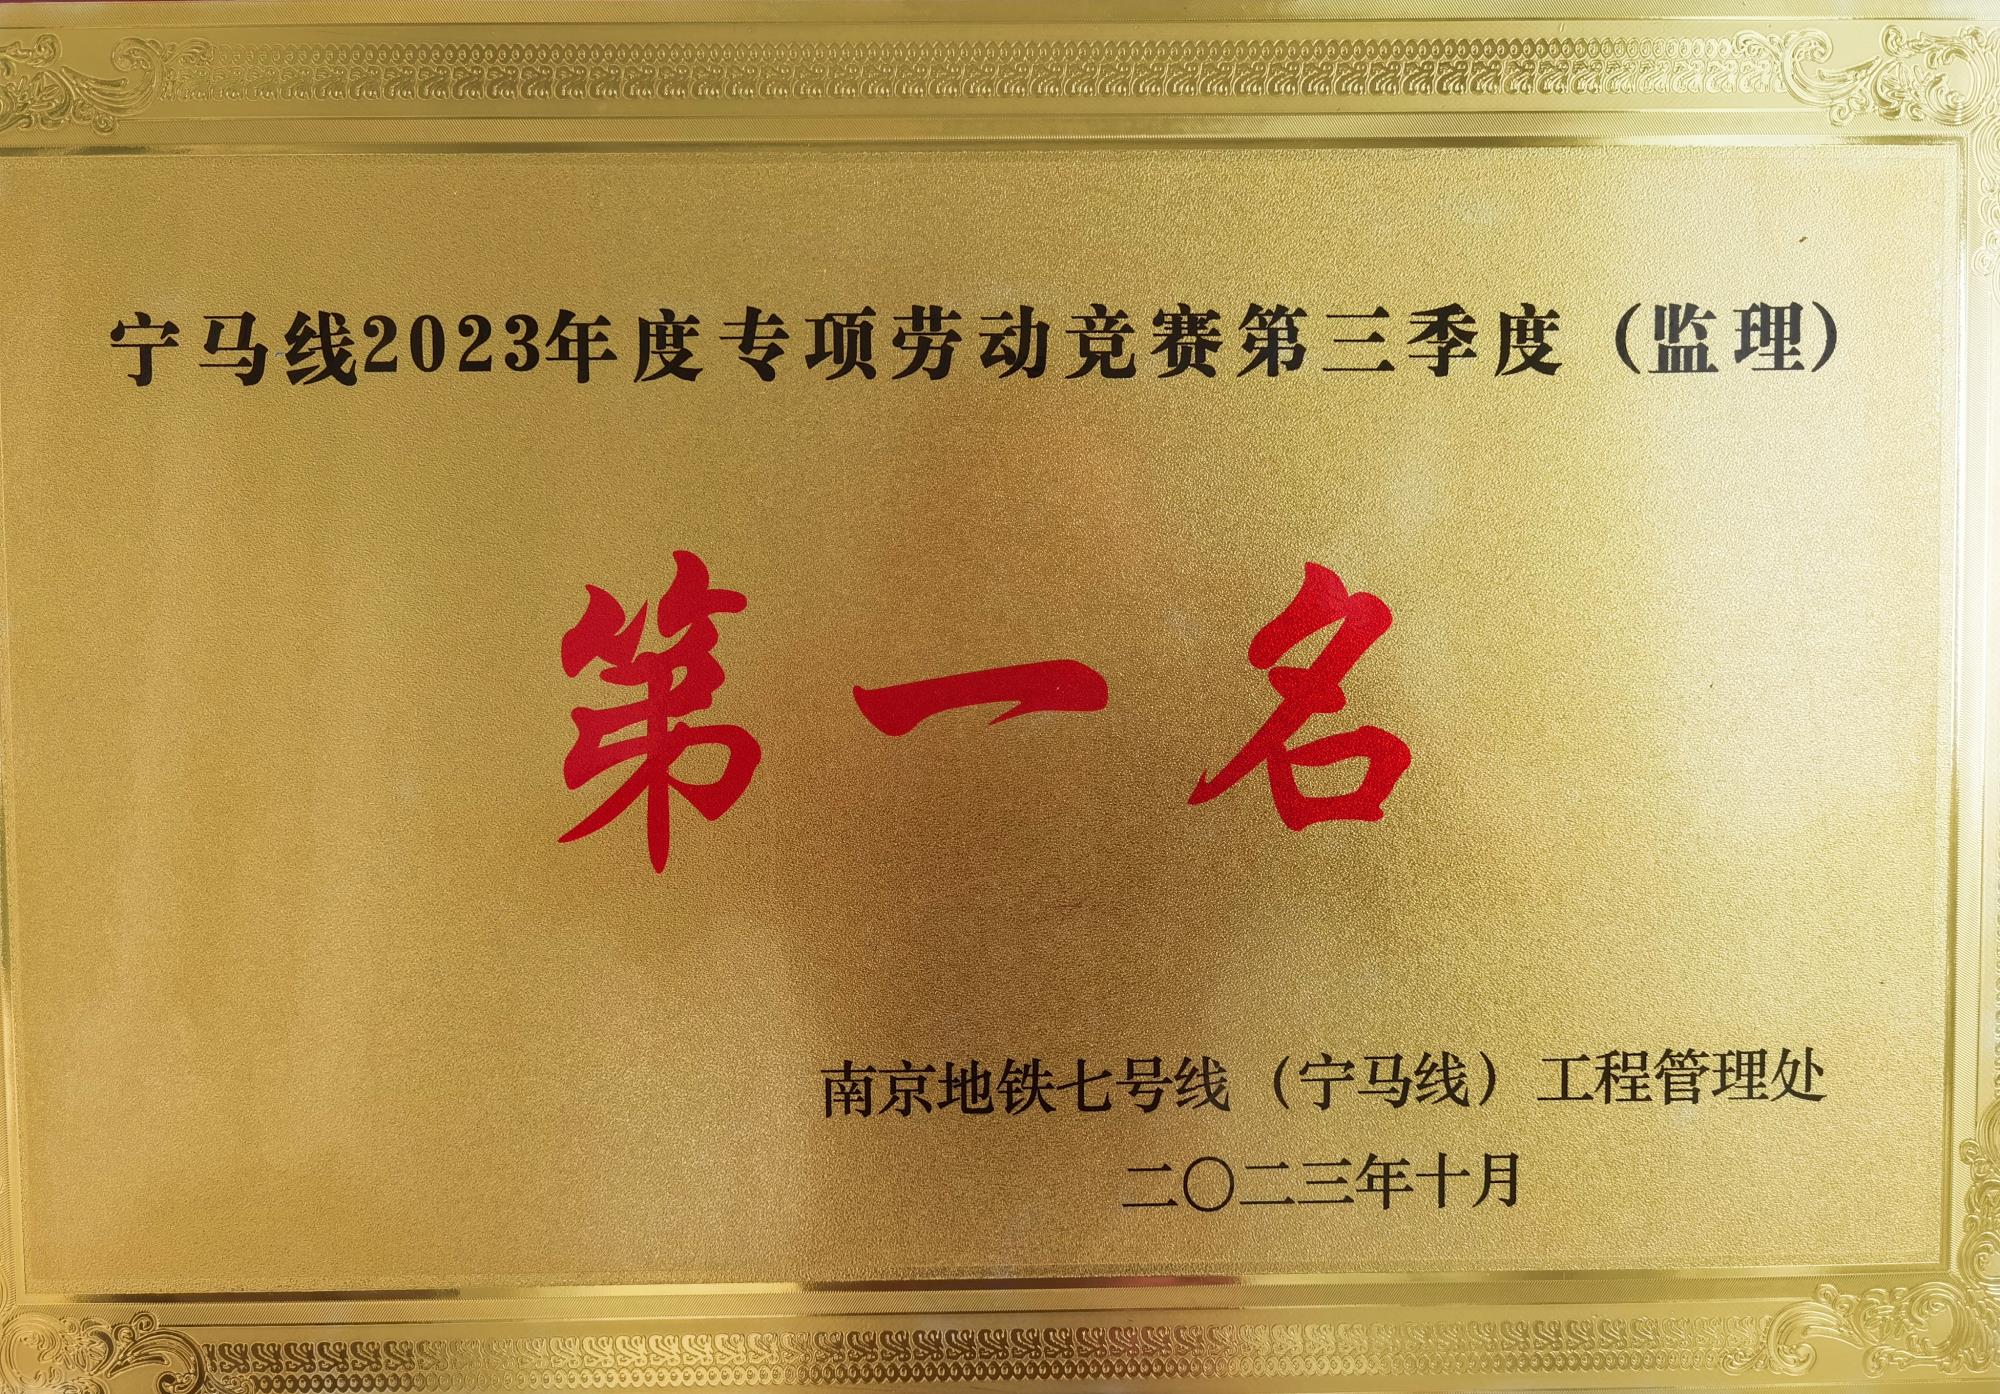 宁马线2023年度专项劳动竞赛第三季度（监理）
第一名
南京地铁七号线（宁马线）工程管理处
二〇二三年十月